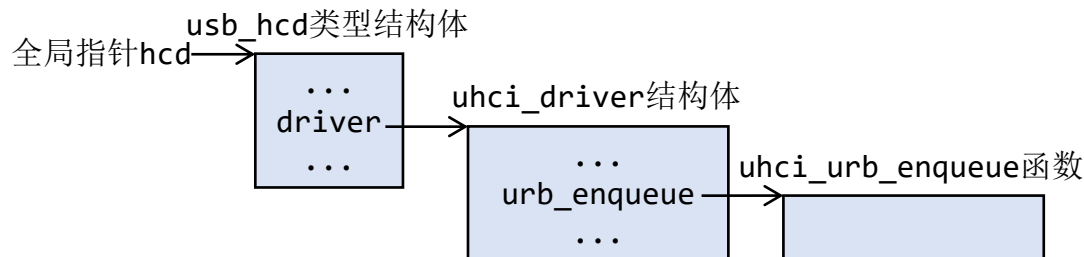 usb_hcd类型结构体
全局指针hcd
...
driver
...
uhci_driver结构体
...
urb_enqueue
...
uhci_urb_enqueue函数